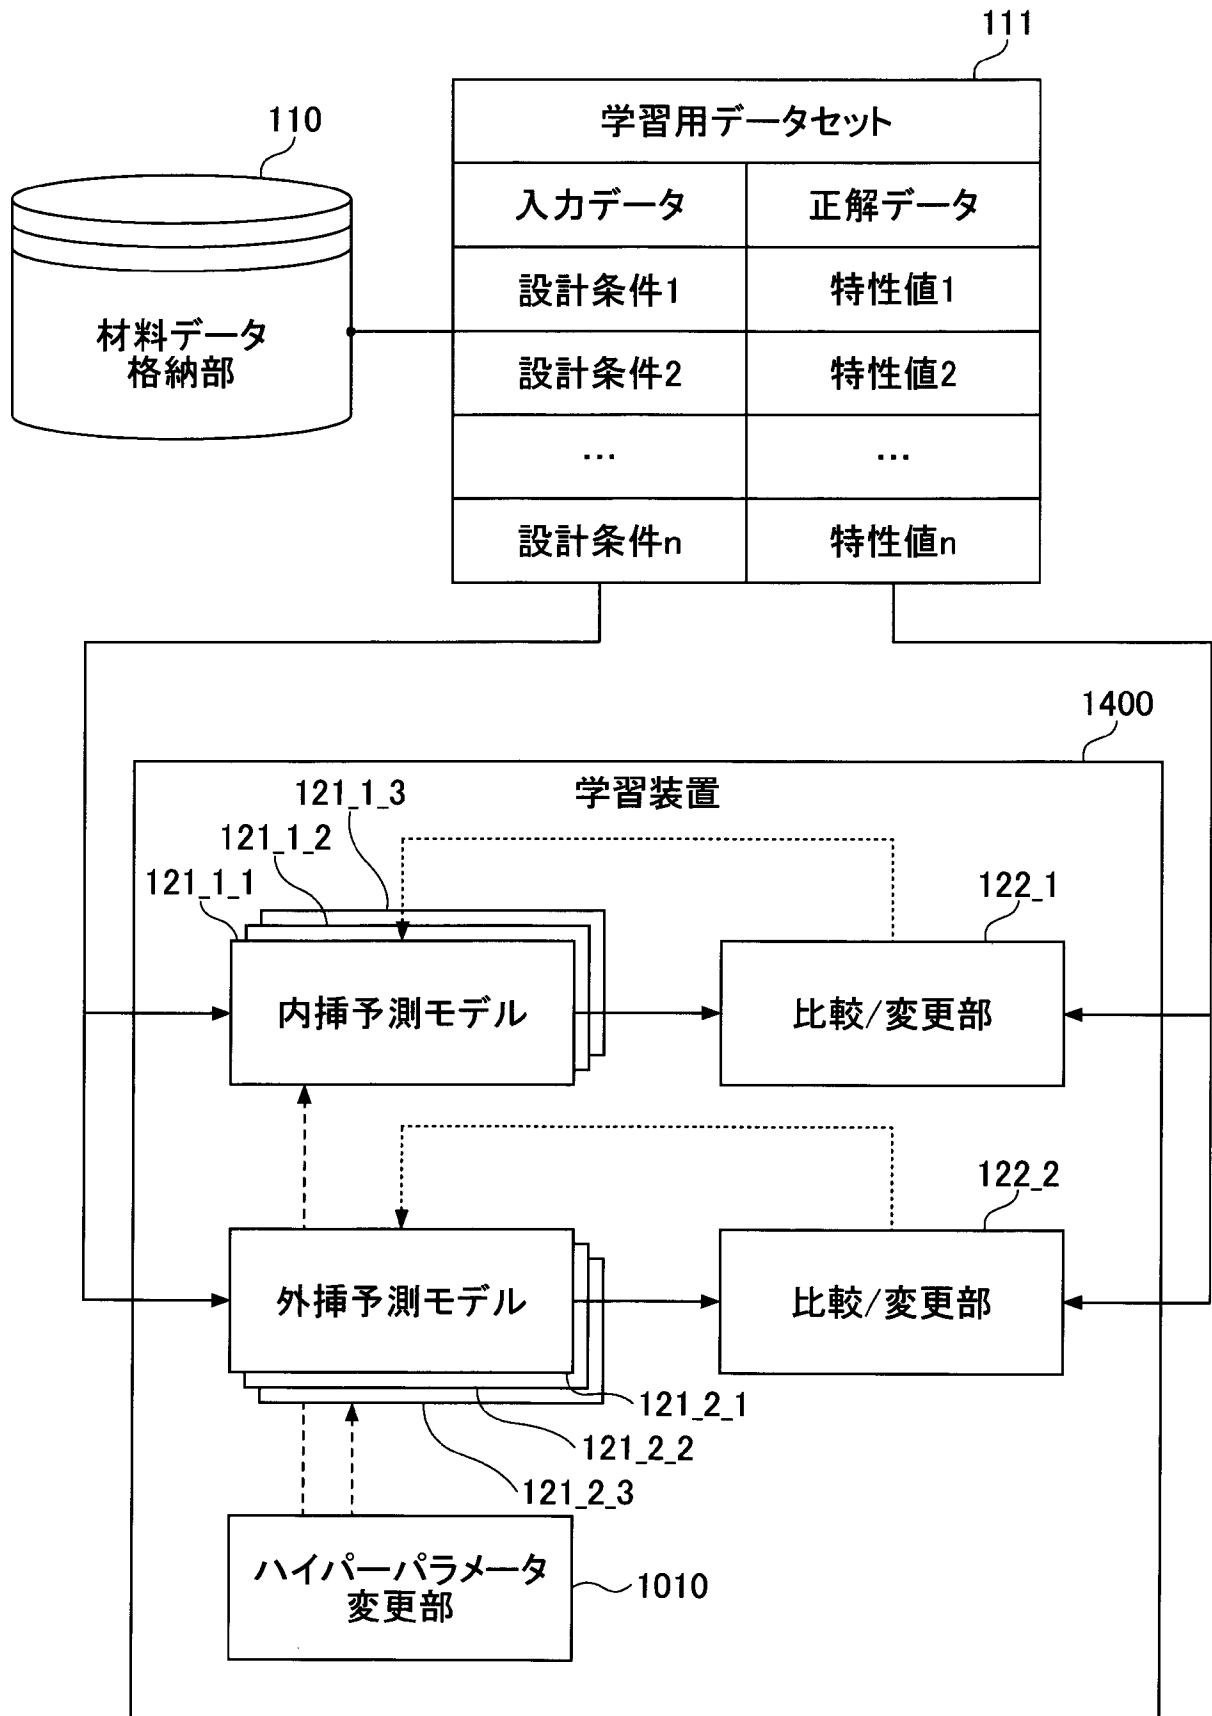 111
学習用データセット
110
入力データ 正解データ
設計条件1 特性値1
材料データ
格納部
設計条件2 特性値2
… …
設計条件n 特性値n
1400
学習装置
121_1_3
121_1_2
121_1_1
122_1
内挿予測モデル
比較/変更部
122_2
外挿予測モデル
比較/変更部
121_2_1
121_2_2
121_2_3
ハイパーパラメータ
変更部
1010